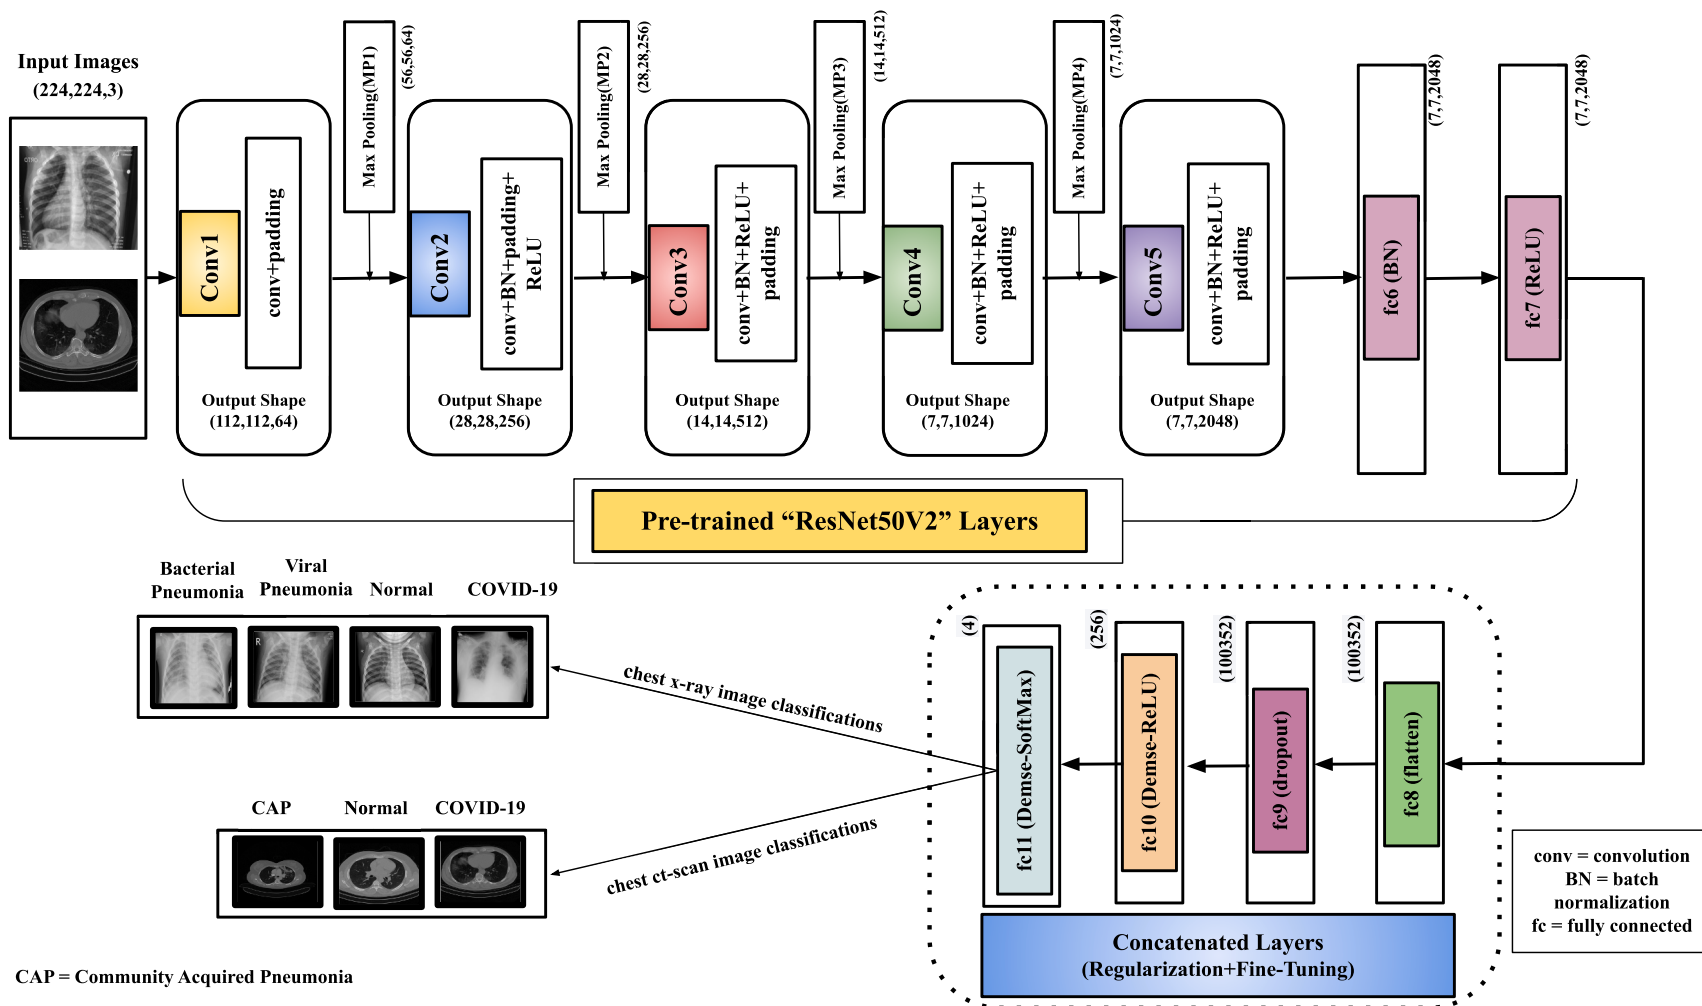 Input Images
(224,224,3)
Conv1
conv+padding
Output Shape
(112,112,64)
Max Pooling(MP1)
(56,56,64)
Conv2
conv+BN+padding+
ReLU
Output Shape
(28,28,256)
Max Pooling(MP2)
(28,28,256)
Conv3
conv+BN+ReLU+
padding
Output Shape
(14,14,512)
Max Pooling(MP3)
(14,14,512)
Conv4
conv+BN+ReLU+
padding
Output Shape
(7,7,1024)
Max Pooling(MP4)
(7,7,1024)
Conv5
conv+BN+ReLU+
padding
Output Shape
(7,7,2048)
fc6 (BN)
(7,7,2048)
fc7 (ReLU)
(7,7,2048)
Pre-trained “ResNet50V2” Layers
Bacterial
Pneumonia
Viral
Pneumonia
Normal
COVID-19
R
chest x-ray image classifications
CAP
Normal
COVID-19
chest ct-scan image classifications
(4)
fc11 (Demse-SoftMax)
(256)
fc10 (Demse-ReLU)
(100352)
fc9 (dropout)
(100352)
fc8 (flatten)
Concatenated Layers
(Regularization+Fine-Tuning)
conv = convolution
BN = batch
normalization
fc = fully connected
CAP = Community Acquired Pneumonia